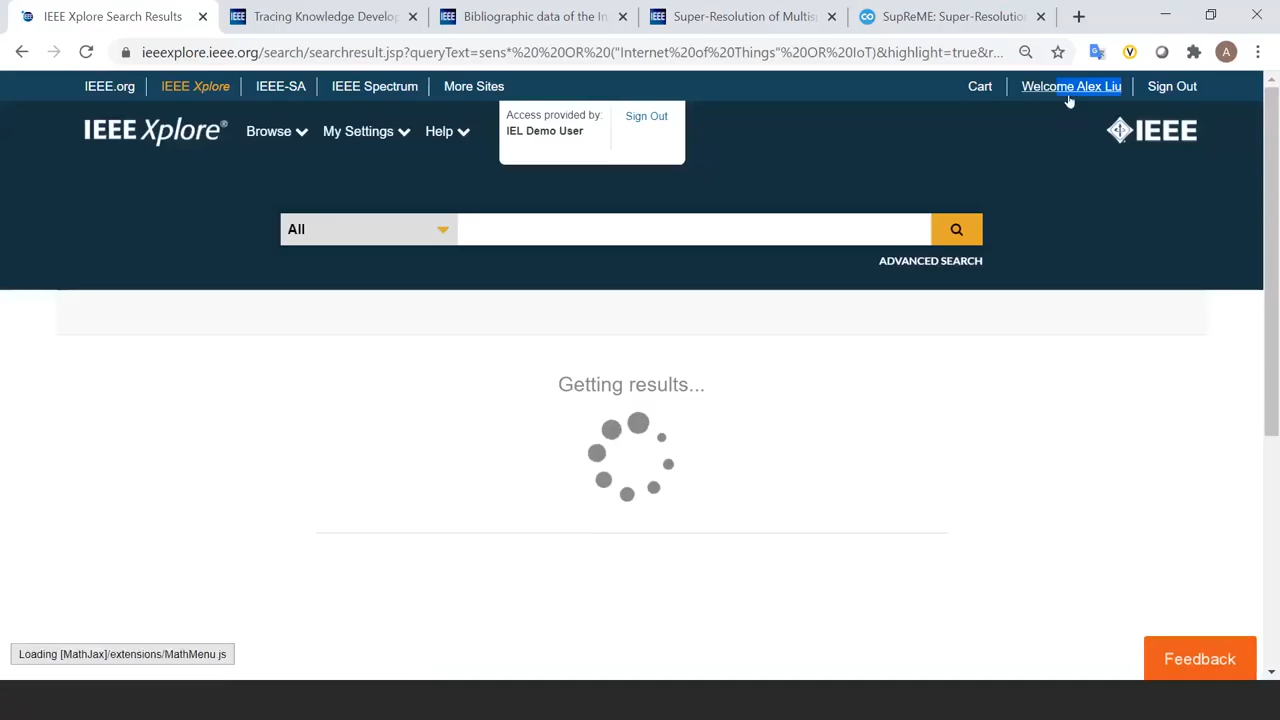 IEEE Xplore Search Results
Tracing Knowledge Develop
Bibliographic data of the In
Super-Resolution of Multis
SupReME: Super-Resolutio
ieeexplore.ieee.org/search/searchresult.jsp?queryText=sens*%20%20OR%20("Internet%20of%20Things"%20OR%20IoT)&highlight=true&r...
A
IEEE.org
IEEE Xplore
IEEE-SA
IEEE Spectrum
More Sites
Cart
Welcome Alex Liu
Sign Out
IEEE Xplore®
Browse
My Settings
Help
Access provided by:
IEL Demo User
Sign Out
IEEE
All
ADVANCED SEARCH
Getting results...
Loading [MathJax]/extensions/MathMenu.js
Feedback